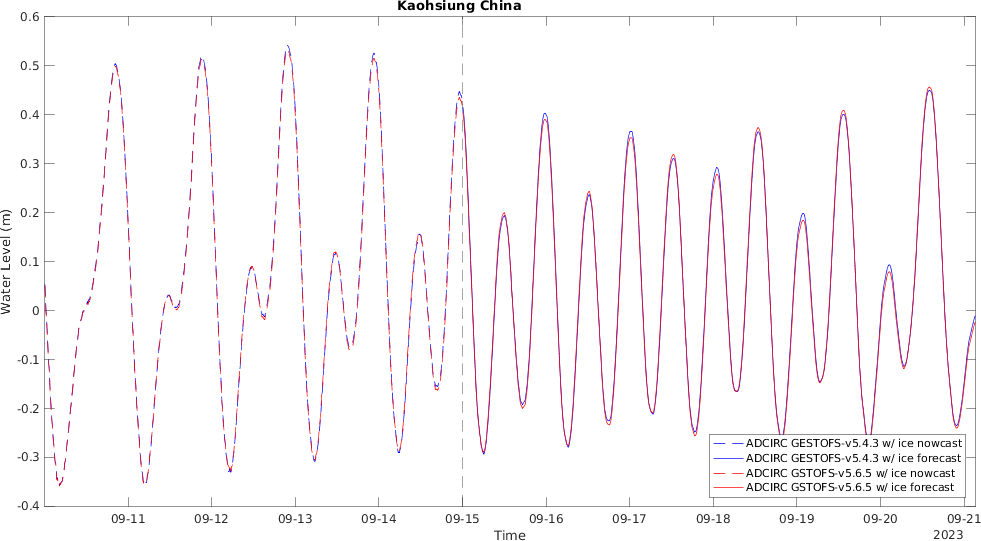 Kaohsiung China
0.6
0.5
0.4
0.3
0.2
0.1
0
-0.1
-0.2
-0.3
-0.4
Water Level (m)
ADCIRC GESTOFS-v5.4.3 w/ ice nowcast
ADCIRC GESTOFS-v5.4.3 w/ ice forecast
ADCIRC GSTOFS-v5.6.5 w/ ice nowcast
ADCIRC GSTOFS-v5.6.5 w/ ice forecast
09-11 09-12 09-13 09-14 09-15 09-16 09-17 09-18 09-19 09-20 09-21
2023
Time